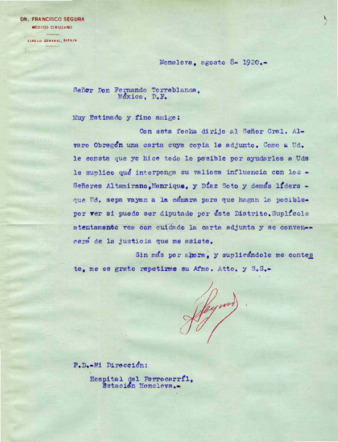 DR. FRANCISCO SEGURA
MEDICO CIRUJANO
Nonoleva, agosto 8- 1920.-
Señor Don Fernando Torreblanca,
México, D.F.
Muy Estimado y fino amigo:
Con esta fecha dirijo al Señor Gral. Al-
varo Obregón una carta cuya copia le adjunto. Como a Ud.
le consta que yo hice todo lo posible por ayudarles a Uds
le suplico qué interponga su valiosa influencia con los -
Señores Altamirano, Manrique, y Díaz Soto y demás líders -
que Ud. sepa vayan a la cámara para que hagan lo posible-
por ver si puedo ser diputado por éste Distrito. Suplícole
atentamente vea con cuidado la carta adjunta y se conven--
cerá de la justicia que me asiste.
Sin más por ahora, y suplicándole me contes
te, me es grato repetirme su Afmo. Atto. y S.S.-
P.D.-Mi Dirección:
Hospital del Ferrocarril,
Estación Nonoleva.-